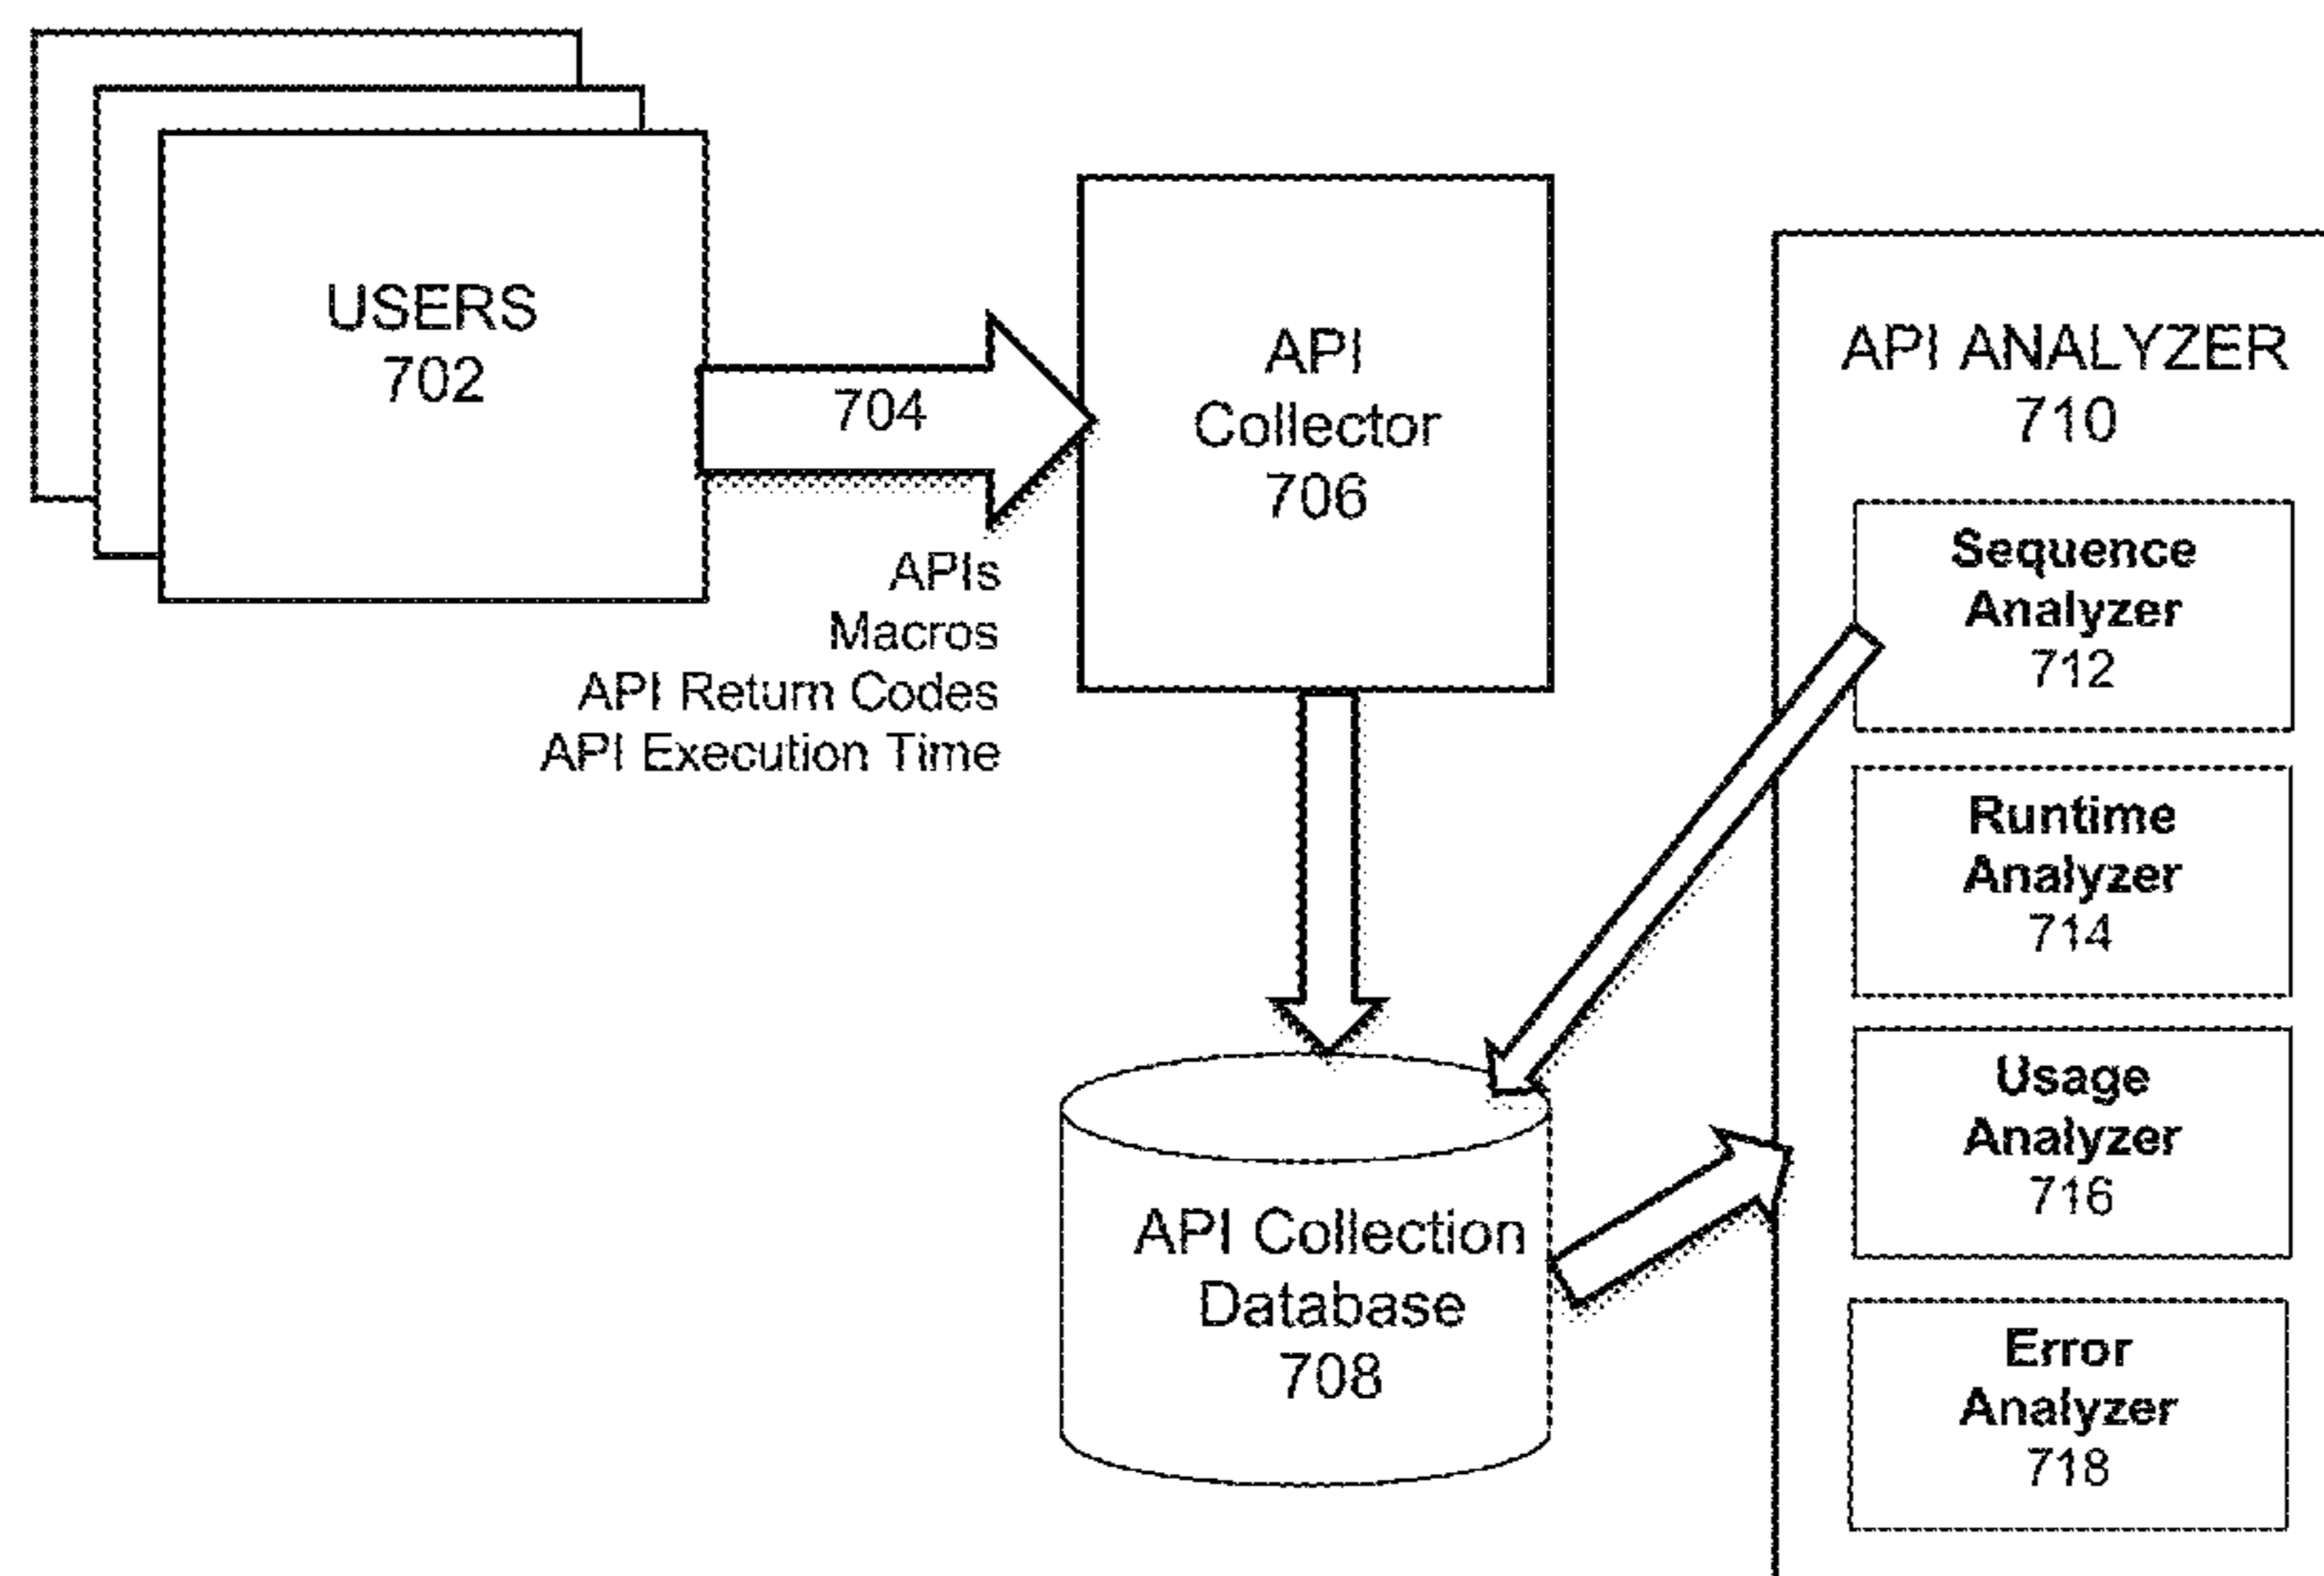 USERS
702
704
APIs
Macros
API Return Codes
API Execution Time
API
Collector
706
API Collection
Database
708
API ANALYZER
710
Sequence
Analyzer
712
Runtime
Analyzer
714
Usage
Analyzer
716
Error
Analyzer
718